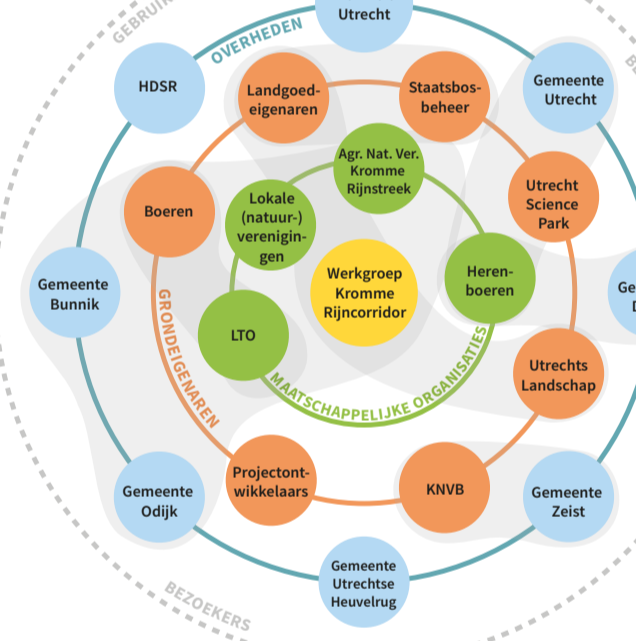 GEBRUIK
Utrecht
OVERHEDEN
HDSR
Landgoed-
eigenaren
Staatsbos-
beheer
Gemeente
Utrecht
Agr. Nat. Ver.
Kromme
Rijnstreek
Boeren
Lokale
(natuur-)
verenigin-
gen
Utrecht
Science
Park
Gemeente
Bunnik
Werkgroep
Kromme
Rijncorridor
Heren-
boeren
Ge
GRONDEIGENAREN
LTO
MAATSCHAPPELIJKE ORGANISATIES
Utrechts
Landschap
Gemeente
Odijk
Projectont-
wikkelaars
KNVB
Gemeente
Zeist
Gemeente
Utrechtse
Heuvelrug
BEZOEKERS